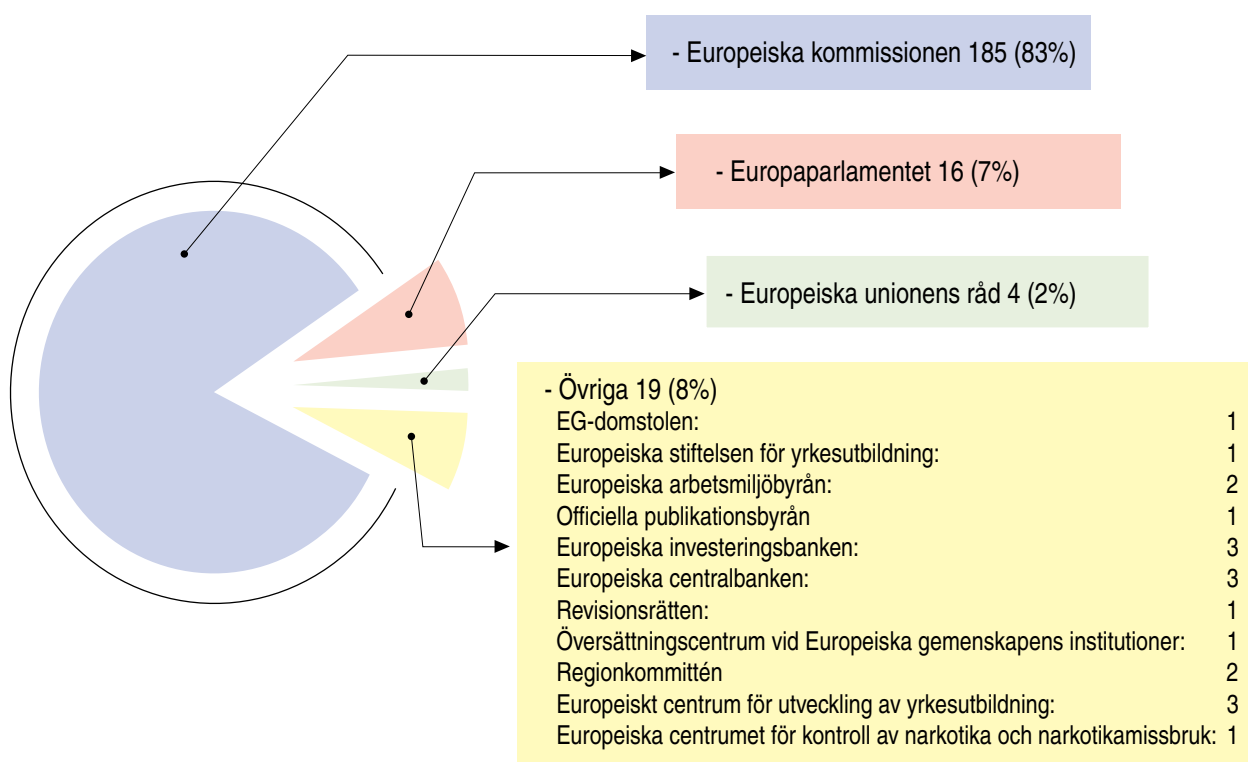 - Europeiska kommissionen 185 (83%)
- Europaparlamentet 16 (7%)
- Europeiska unionens råd 4 (2%)
- Övriga 19 (8%)
EG-domstolen: 1
Europeiska stiftelsen för yrkesutbildning: 1
Europeiska arbetsmiljöbyrån: 2
Officiella publikationsbyrån 1
Europeiska investeringsbanken: 3
Europeiska centralbanken: 3
Revisionsrätten: 1
Översättningscentrum vid Europeiska gemenskapens institutioner: 1
Regionkommittén 2
Europeiskt centrum för utveckling av yrkesutbildning: 3
Europeiska centrumet för kontroll av narkotika och narkotikamissbruk: 1